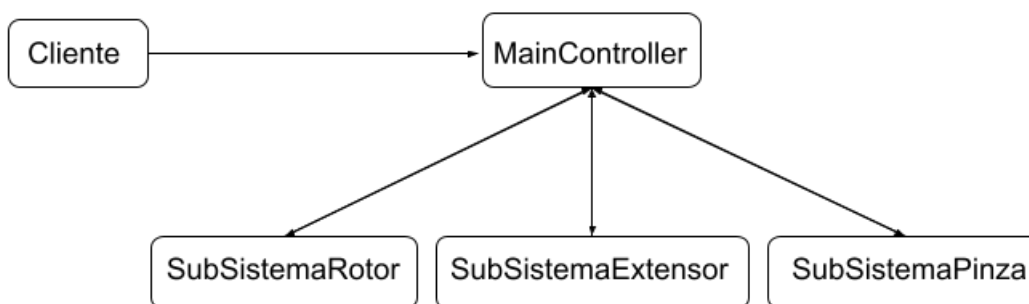 Cliente
MainController
SubSistemaRotor
SubSistemaExtensor
SubSistemaPinza